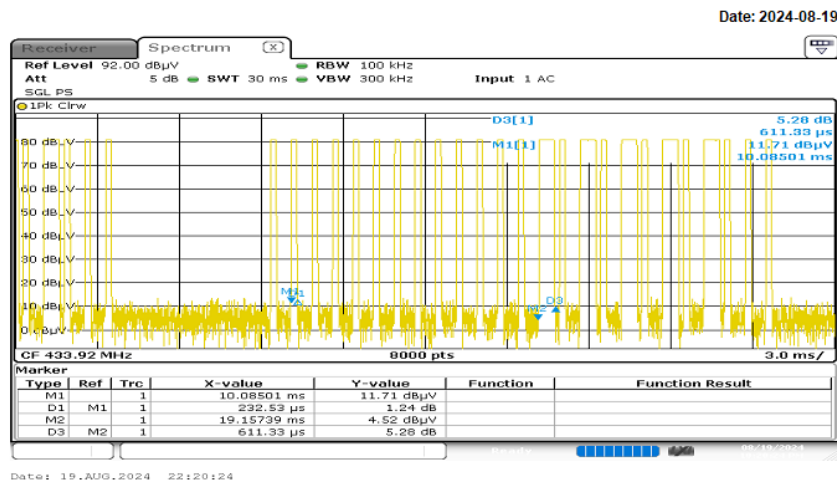 Date: 2024-08-19
Receiver Spectrum X
Ref Level 92.00 dBµV RBW 100 kHz
Att 5 dB SWT 30 ms VBW 300 kHz Input 1 AC
SGL PS
1Pk Clrw
D3[1] 5.28 dB
611.33 µs
80 dBµV M1[1] 11.71 dBµV
10.08501 ms
70 dBµV
60 dBµV
50 dBµV
40 dBµV
30 dBµV
20 dBµV
M1
10 dBµV M2 D3
0 dBµV
CF 433.92 MHz 8000 pts 3.0 ms/
Marker
Type Ref Trc X-value Y-value Function Function Result
M1 1 10.08501 ms 11.71 dBµV
D1 M1 1 232.53 µs 1.24 dB
M2 1 19.15739 ms 4.52 dBµV
D3 M2 1 611.33 µs 5.28 dB
Ready 08/19/2024
Date: 19.AUG.2024 22:20:24